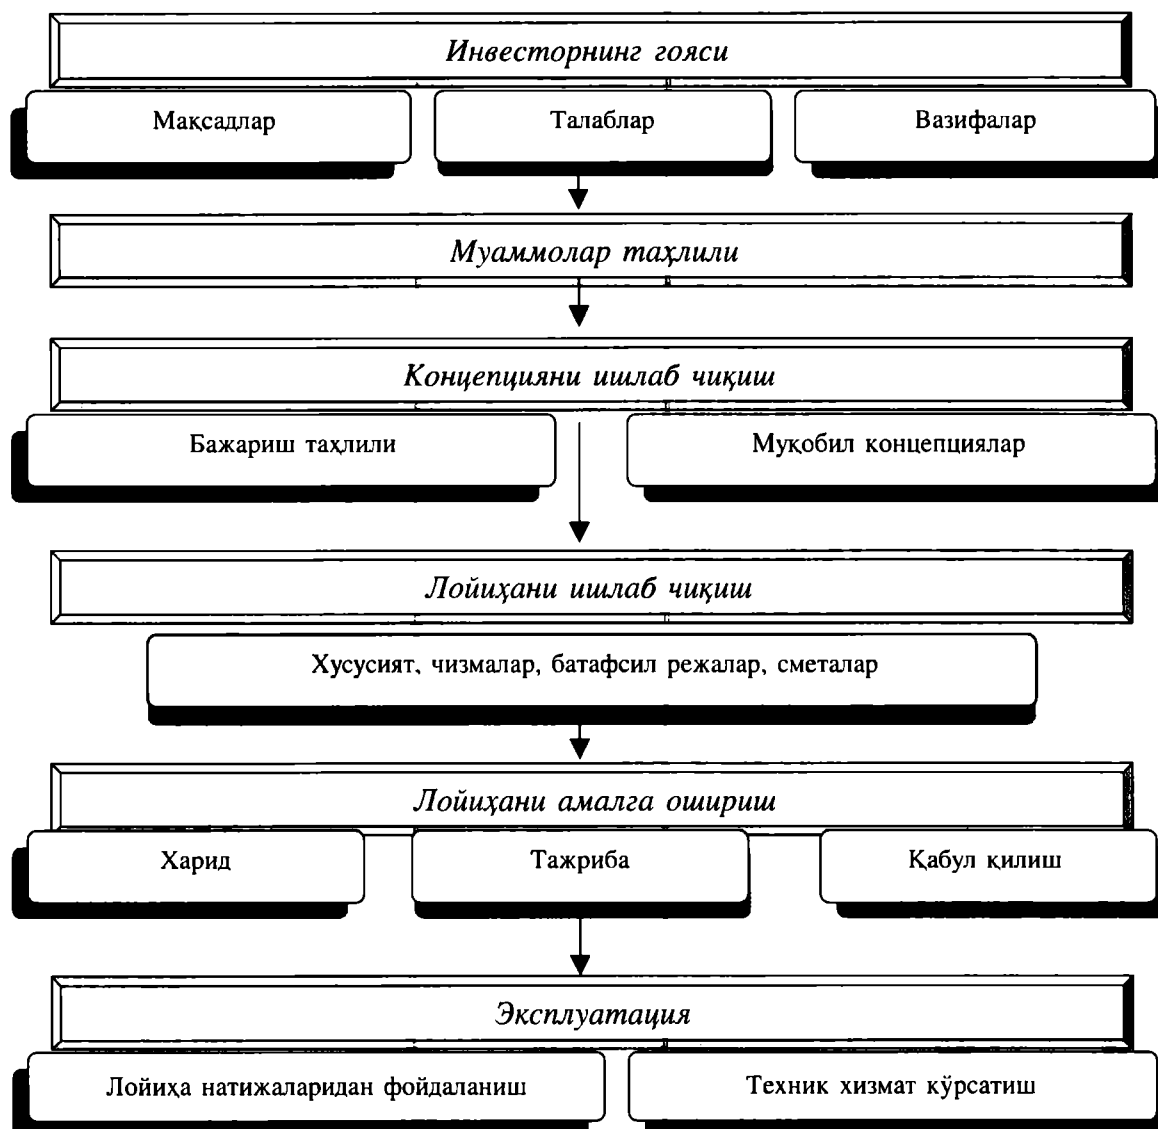 Инвесторнинг гояси
Мақсадлар
Талаблар
Вазифалар
Муаммолар таҳлили
Концепцияни ишлаб чиқиш
Бажариш таҳлили
Муқобил концепциялар
Лойиҳани ишлаб чиқиш
Хусусият, чизмалар, батафсил режалар, сметалар
Лойиҳани амалга ошириш
Харид
Тажриба
Қабул қилиш
Эксплуатация
Лойиҳа натижаларидан фойдаланиш
Техник хизмат кўрсатиш